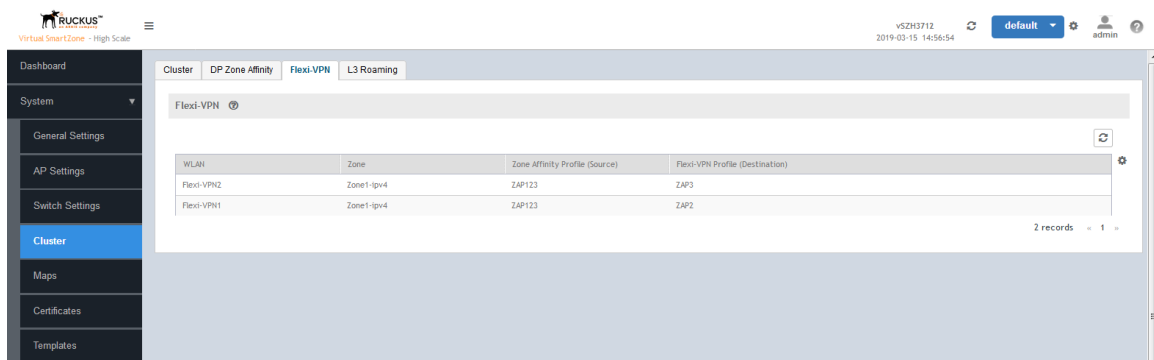 RUCKUS™
Virtual SmartZone - High Scale
vSZH3712
2019-03-15 14:56:54
default
admin
Dashboard
System
General Settings
AP Settings
Switch Settings
Cluster
Maps
Certificates
Templates
Cluster DP Zone Affinity Flexi-VPN L3 Roaming
Flexi-VPN
WLAN Zone Zone Affinity Profile (Source) Flexi-VPN Profile (Destination)
Flexi-VPN2 Zone1-ipv4 ZAP123 ZAP3
Flexi-VPN1 Zone1-ipv4 ZAP123 ZAP2
2 records « 1 »